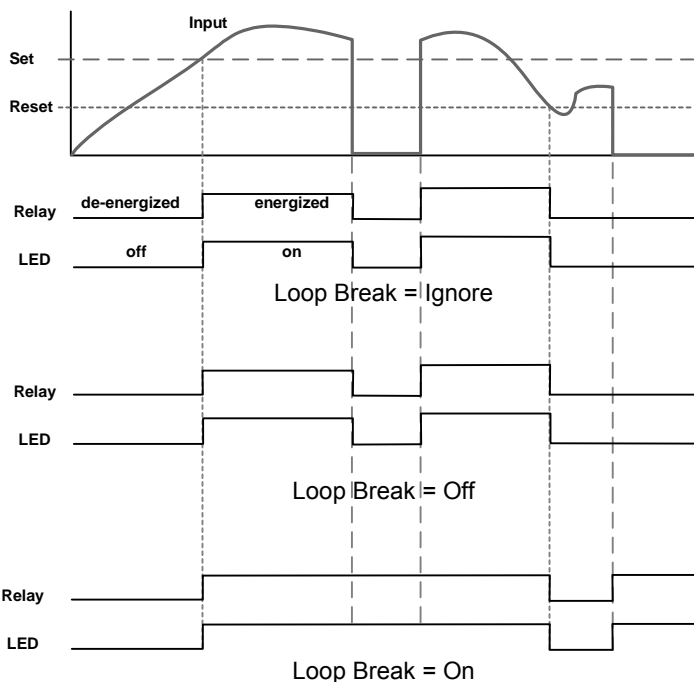 Input
Set
Reset
Relay de-energized energized
LED off on
Loop Break = Ignore
Relay
LED
Loop Break = Off
Relay
LED
Loop Break = On